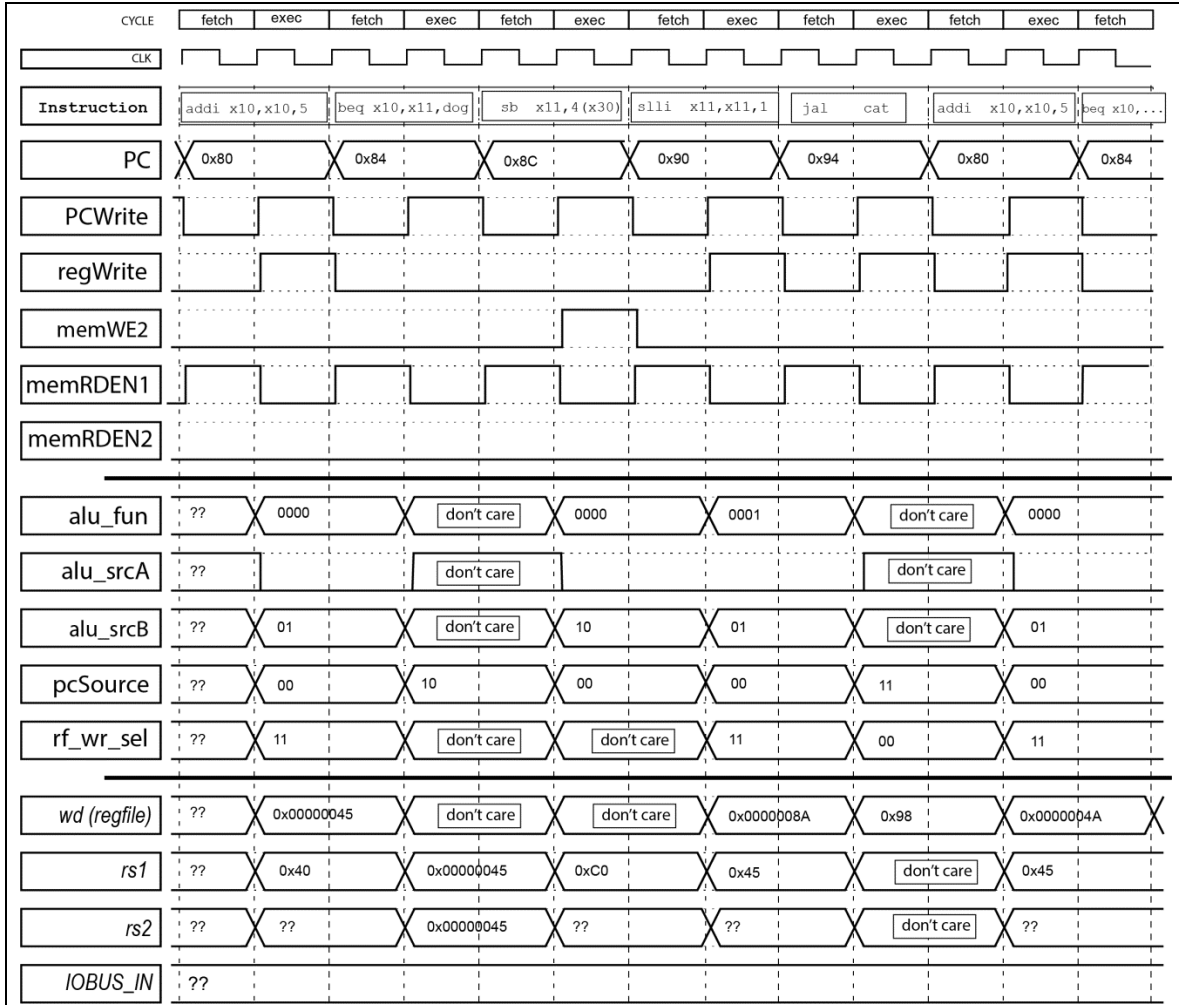 CYCLE fetch exec fetch exec fetch exec fetch exec fetch exec fetch exec fetch
CLK
Instruction addi x10,x10,5 beq x10,x11,dog sb x11,4(x30) slli x11,x11,1 jal cat addi x10,x10,5 beq x10,...
PC 0x80 0x84 0x8C 0x90 0x94 0x80 0x84
PCWrite
regWrite
memWE2
memRDEN1
memRDEN2
alu_fun ?? 0000 don't care 0000 0001 don't care 0000
alu_srcA ?? don't care don't care
alu_srcB ?? 01 don't care 10 01 don't care 01
pcSource ?? 00 10 00 00 11 00
rf_wr_sel ?? 11 don't care don't care 11 00 11
wd (regfile) ?? 0x00000045 don't care don't care 0x0000008A 0x98 0x0000004A
rs1 ?? 0x40 0x00000045 0xC0 0x45 don't care 0x45
rs2 ?? ?? 0x00000045 ?? ?? don't care ??
IOBUS_IN ??